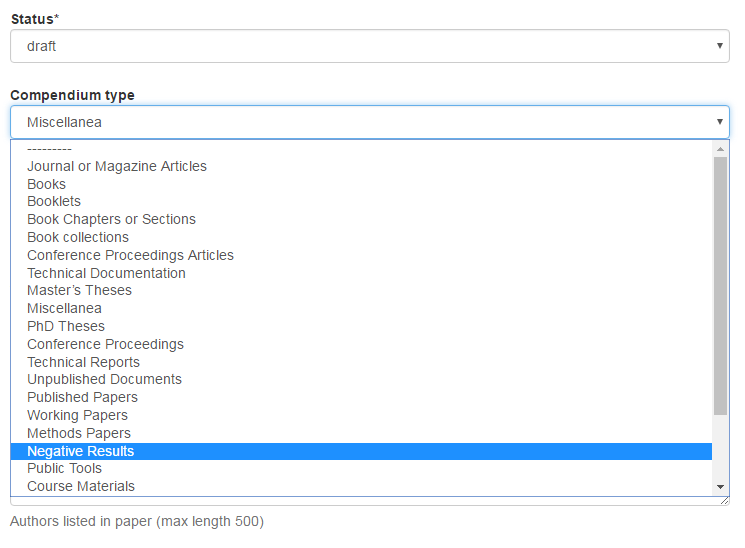 Status*
draft
Compendium type
Miscellanea
---------
Journal or Magazine Articles
Books
Booklets
Book Chapters or Sections
Book collections
Conference Proceedings Articles
Technical Documentation
Master’s Theses
Miscellanea
PhD Theses
Conference Proceedings
Technical Reports
Unpublished Documents
Published Papers
Working Papers
Methods Papers
Negative Results
Public Tools
Course Materials
Authors listed in paper (max length 500)